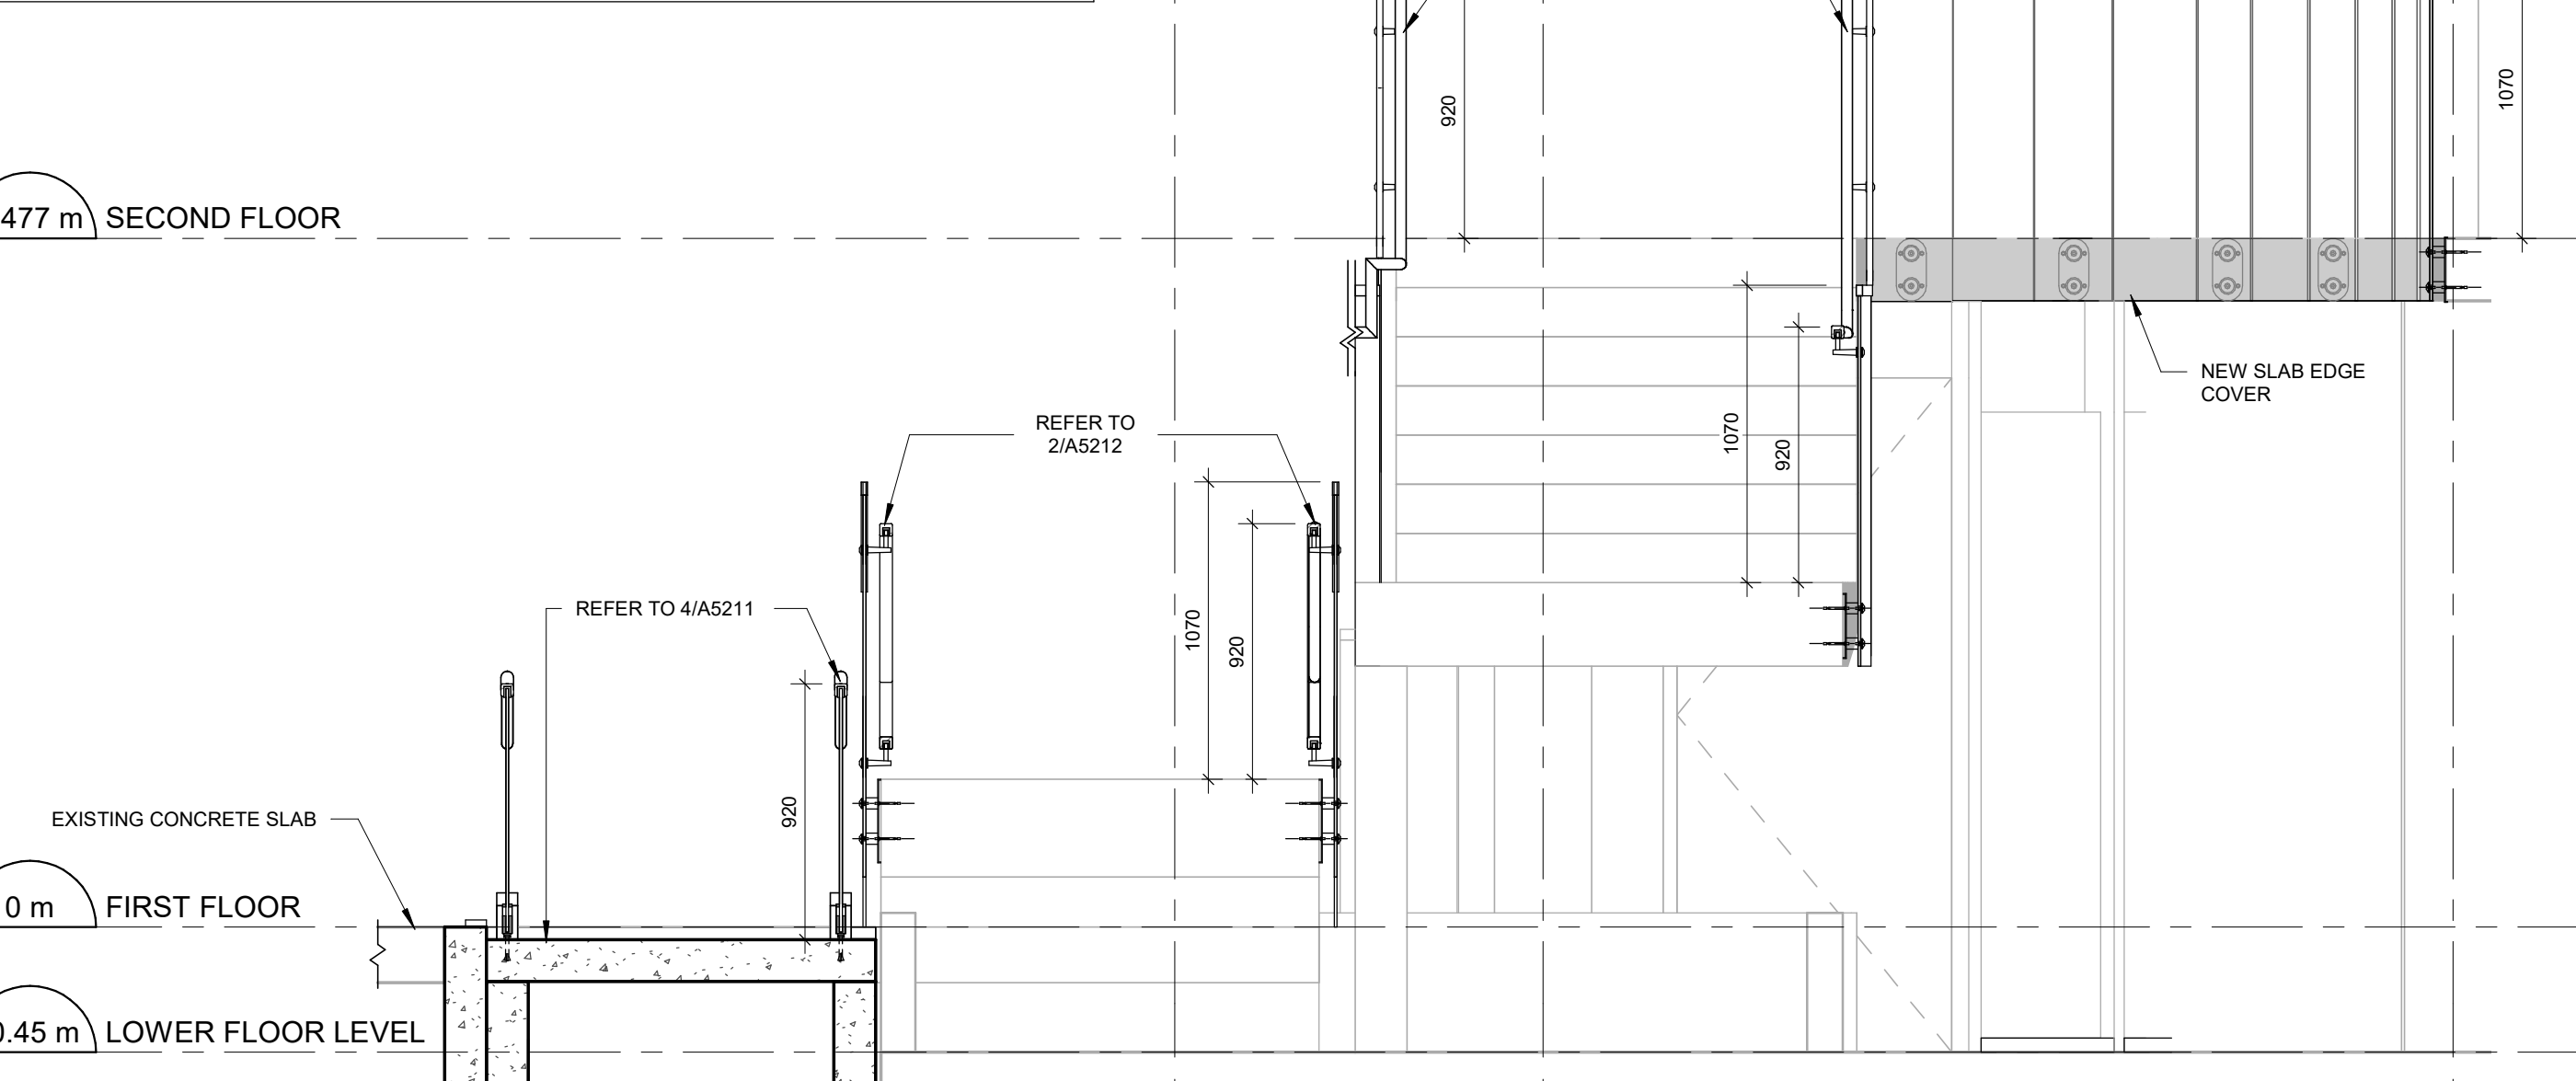 920
1070
477 m SECOND FLOOR
NEW SLAB EDGE
COVER
REFER TO
2/A5212
1070
920
REFER TO 4/A5211
1070
920
920
EXISTING CONCRETE SLAB
0 m FIRST FLOOR
0.45 m LOWER FLOOR LEVEL